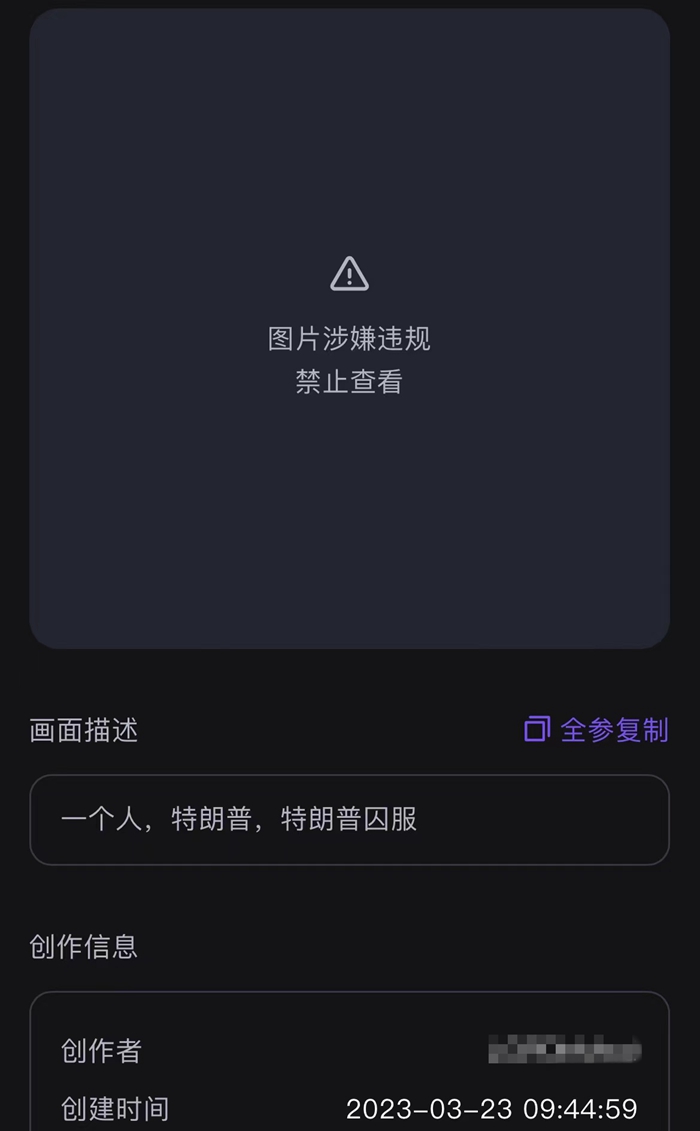 图片涉嫌违规
禁止查看
画面描述
全参复制
一个人，特朗普，特朗普囚服
创作信息
创作者
创建时间 2023-03-23 09:44:59